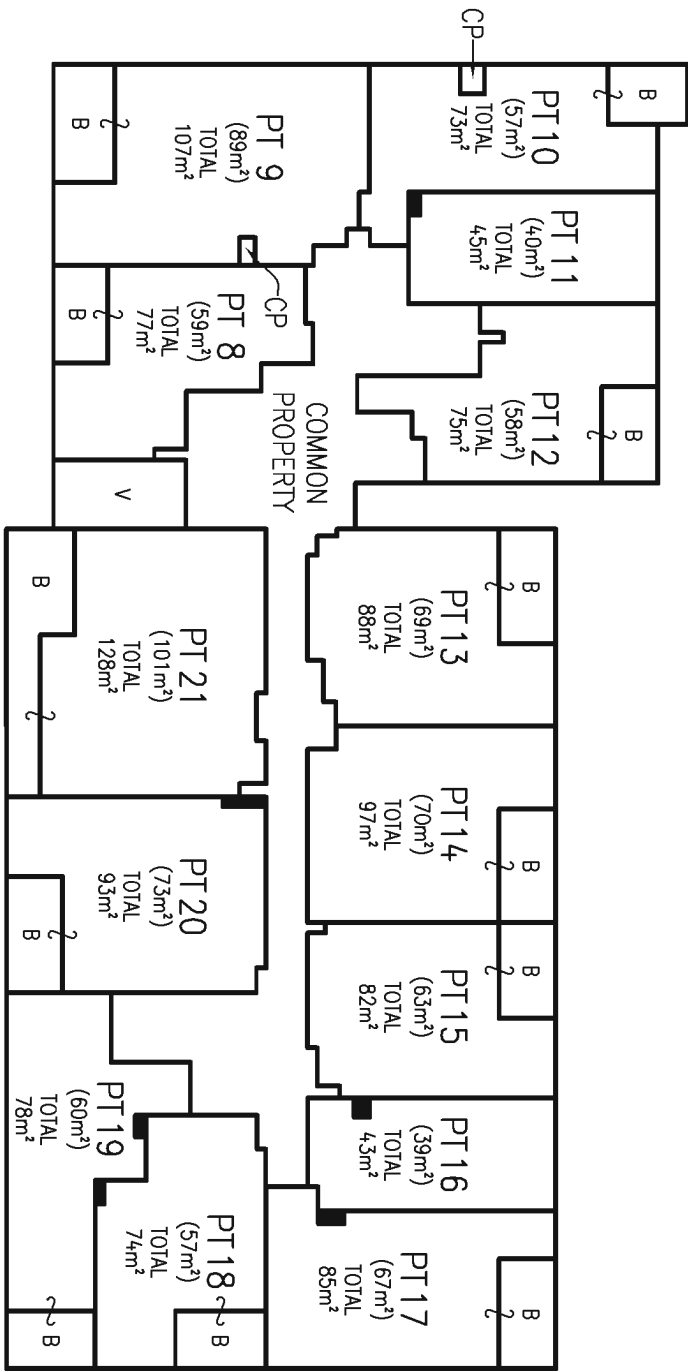 CP
PT 10
(57m²)
TOTAL
73m²
B
PT 9
(89m²)
TOTAL
107m²
B
CP
PT 11
(40m²)
TOTAL
45m²
PT 8
(59m²)
TOTAL
77m²
B
PT 12
(58m²)
TOTAL
75m²
B
COMMON
PROPERTY
V
PT 13
(69m²)
TOTAL
88m²
B
PT 21
(101m²)
TOTAL
128m²
B
PT 14
(70m²)
TOTAL
97m²
B
PT 20
(73m²)
TOTAL
93m²
B
PT 15
(63m²)
TOTAL
82m²
B
PT 16
(39m²)
TOTAL
43m²
PT 19
(60m²)
TOTAL
78m²
B
PT 18
(57m²)
TOTAL
74m²
B
PT 17
(67m²)
TOTAL
85m²
B